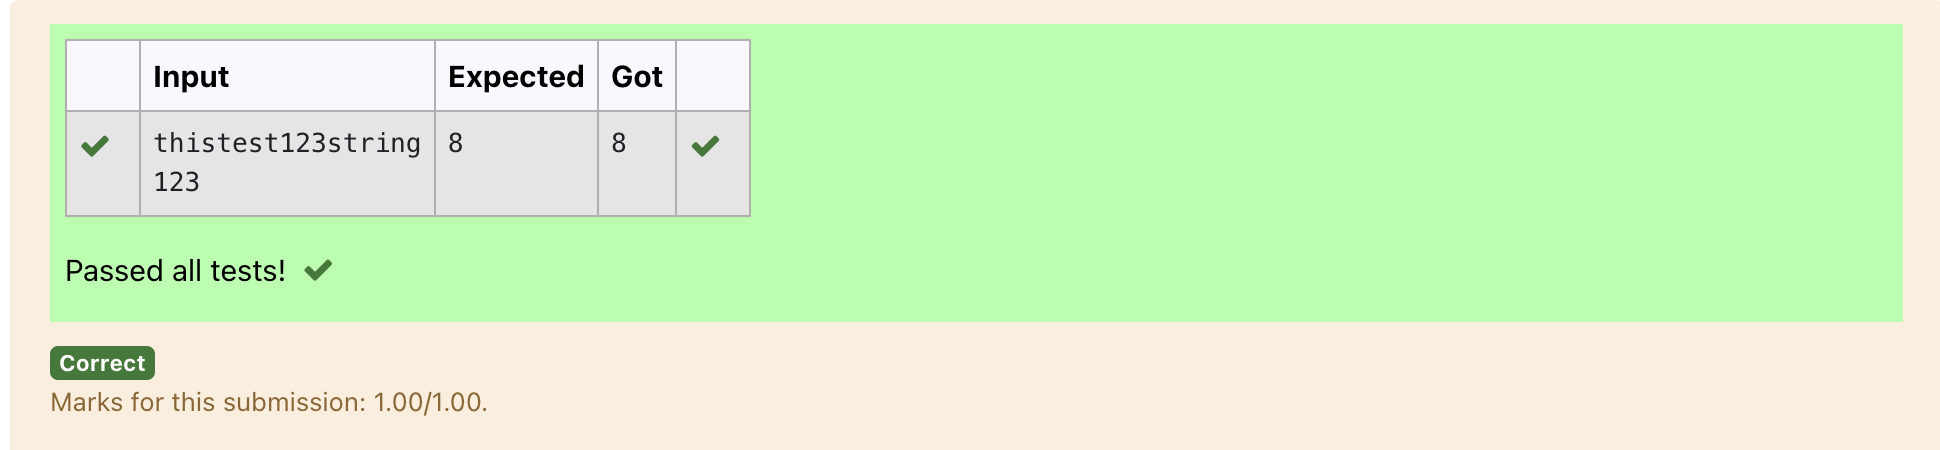 Input Expected Got
thistest123string 8 8
123
Passed all tests!
Correct
Marks for this submission: 1.00/1.00.